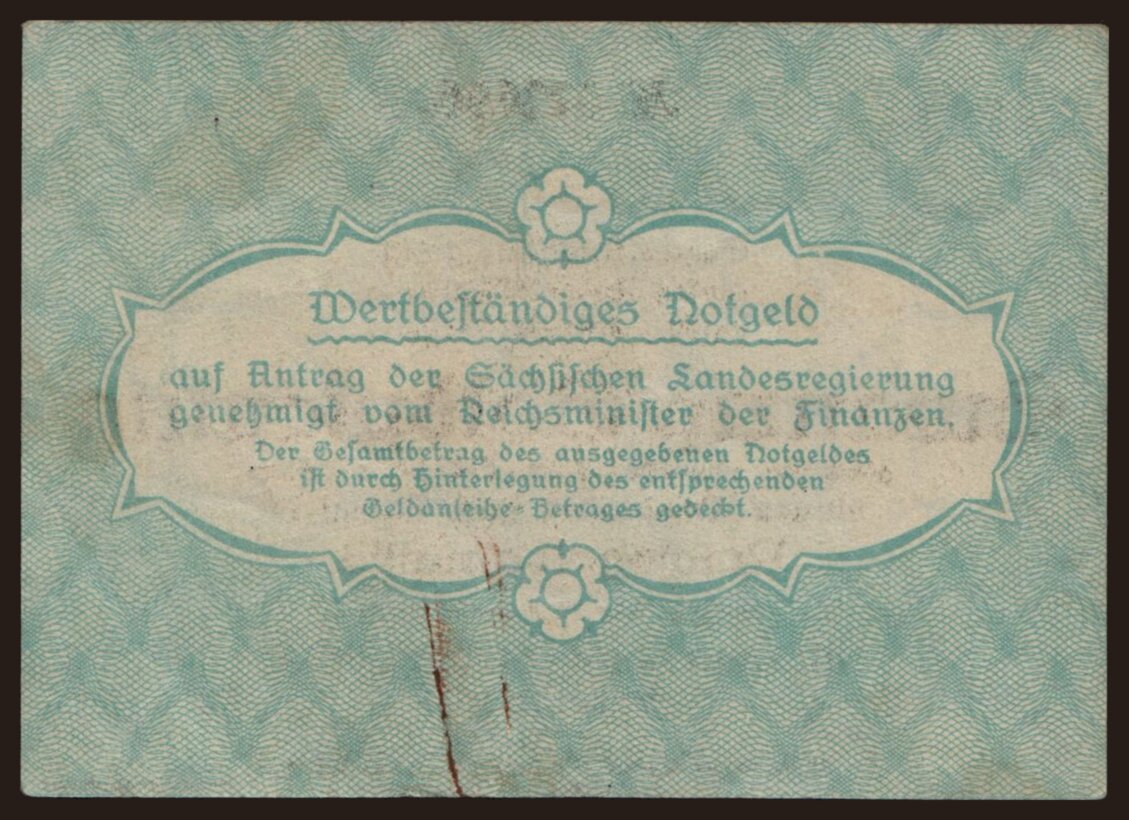 Wertbeständiges Notgeld
auf Antrag der Sächsischen Landesregierung
genehmigt vom Reichsminister der Finanzen.
Der Gesamtbetrag des ausgegebenen Notgeldes
ist durch Hinterlegung des entsprechenden
Geldanleihe-Betrages gedeckt.